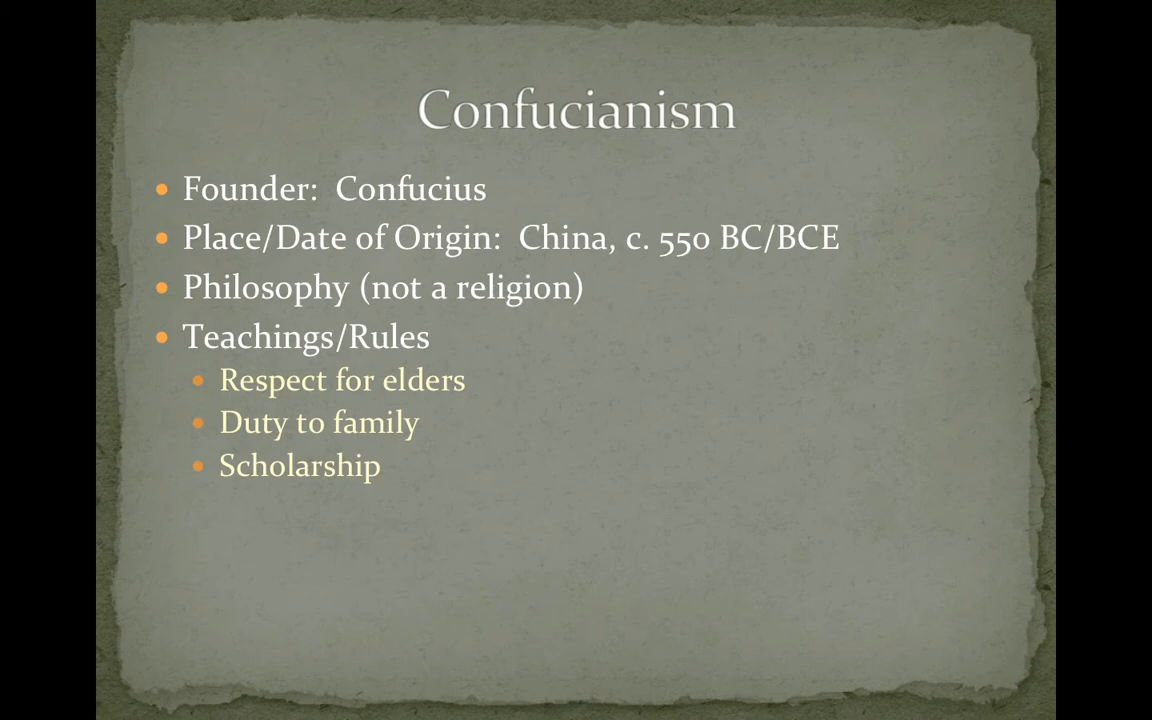 Confucianism
Founder:  Confucius
Place/Date of Origin:  China, c. 550 BC/BCE
Philosophy (not a religion)
Teachings/Rules
Respect for elders
Duty to family
Scholarship